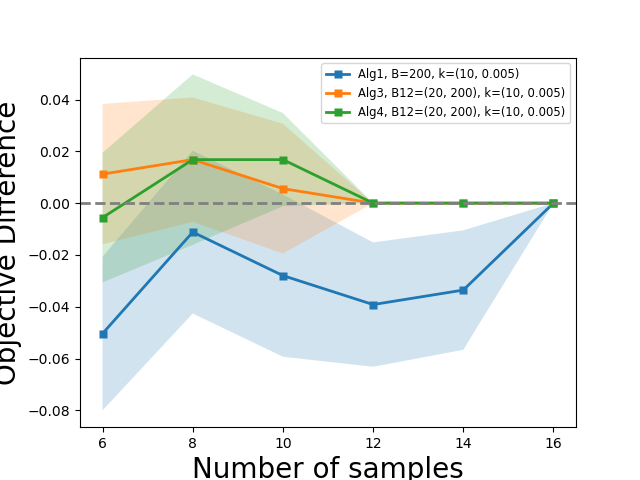 Alg1, B=200, k=(10, 0.005)
Alg3, B12=(20, 200), k=(10, 0.005)
Alg4, B12=(20, 200), k=(10, 0.005)
Objective Difference
0.04
0.02
0.00
−0.02
−0.04
−0.06
−0.08
6 8 10 12 14 16
Number of samples